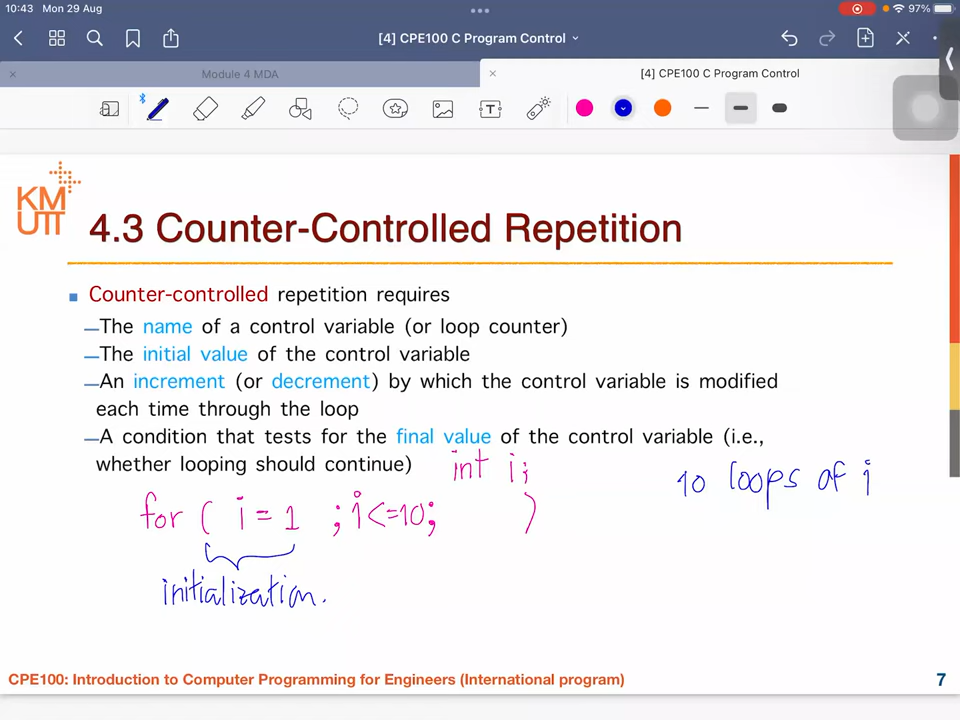 10:43 Mon 29 Aug
97%
[4] CPE100 C Program Control
Module 4 MDA
[4] CPE100 C Program Control
KM
UTT
4.3 Counter-Controlled Repetition
Counter-controlled repetition requires
—The name of a control variable (or loop counter)
—The initial value of the control variable
—An increment (or decrement) by which the control variable is modified
each time through the loop
—A condition that tests for the final value of the control variable (i.e.,
whether looping should continue)
int i;
10 loops of i
for ( i = 1 ; i <= 10; )
initialization.
CPE100: Introduction to Computer Programming for Engineers (International program)
7